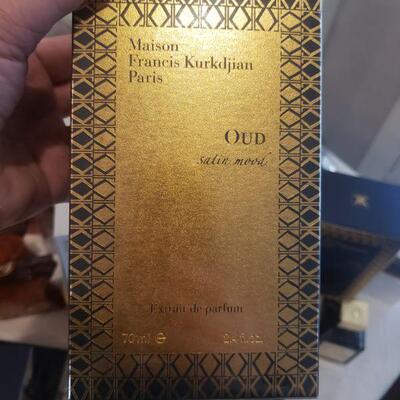 Maison
Francis Kurkdjian
Paris
OUD
satin mood
Extrait de parfum
70 ml ℮ 2.4 fl.oz.